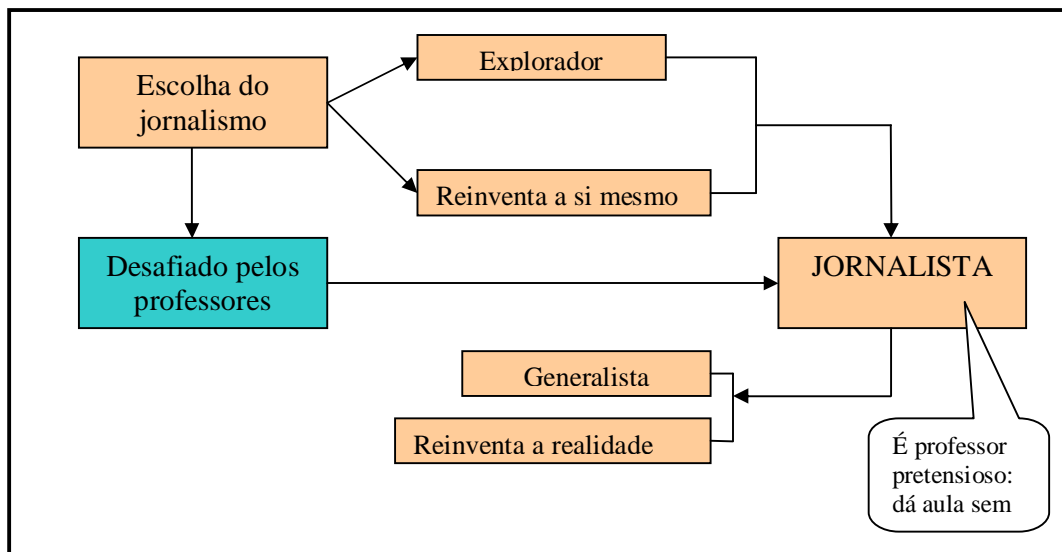 Escolha do
jornalismo
Explorador
Reinventa a si mesmo
Desafiado pelos
professores
JORNALISTA
Generalista
Reinventa a realidade
É professor
pretensioso:
dá aula sem